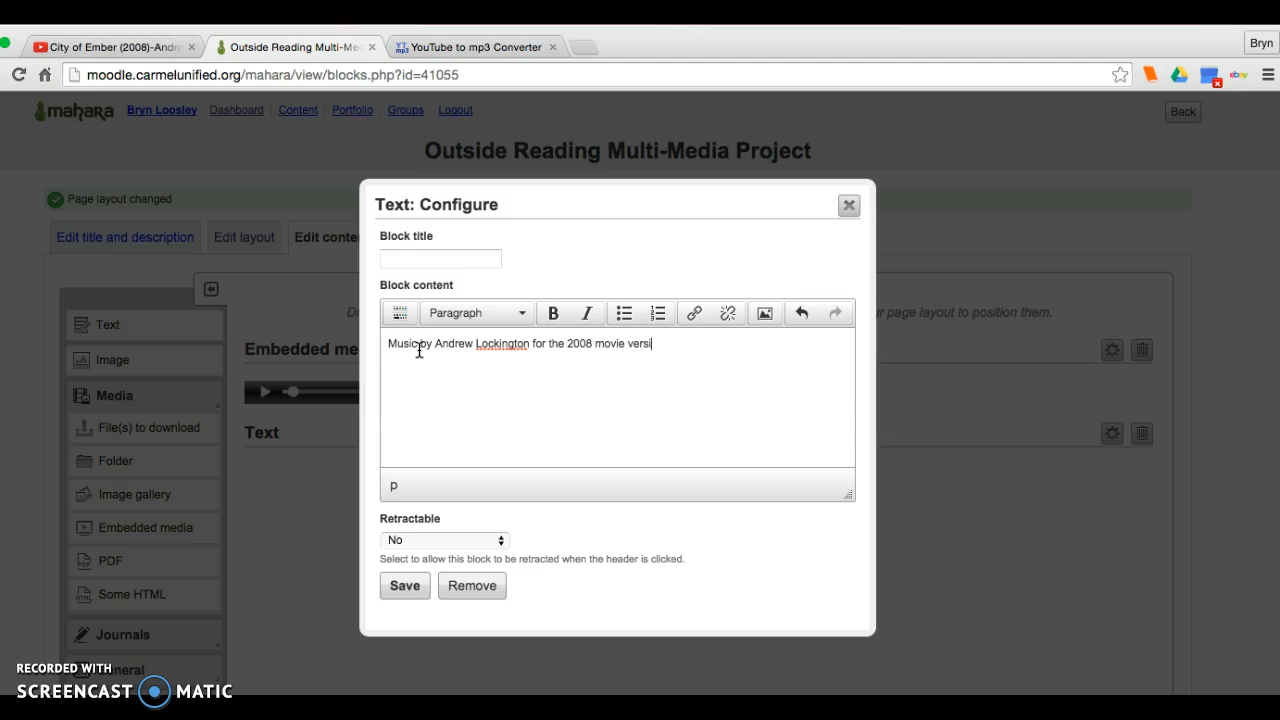 City of Ember (2008)-Andr
Outside Reading Multi-Me
YouTube to mp3 Converter
Bryn
moodle.carmelunified.org/mahara/view/blocks.php?id=41055
ebay
mahara
Bryn Loosley
Dashboard
Content
Portfolio
Groups
Logout
Back
Outside Reading Multi-Media Project
Page layout changed
Edit title and description
Edit layout
Edit conte
Text: Configure
Block title
Block content
Paragraph
B
I
Music by Andrew Lockington for the 2008 movie versi
p
Retractable
No
Select to allow this block to be retracted when the header is clicked.
Save
Remove
Text
Image
Media
File(s) to download
Folder
Image gallery
Embedded media
PDF
Some HTML
Journals
General
Embedded me
Text
ur page layout to position them.
RECORDED WITH
SCREENCAST MATIC